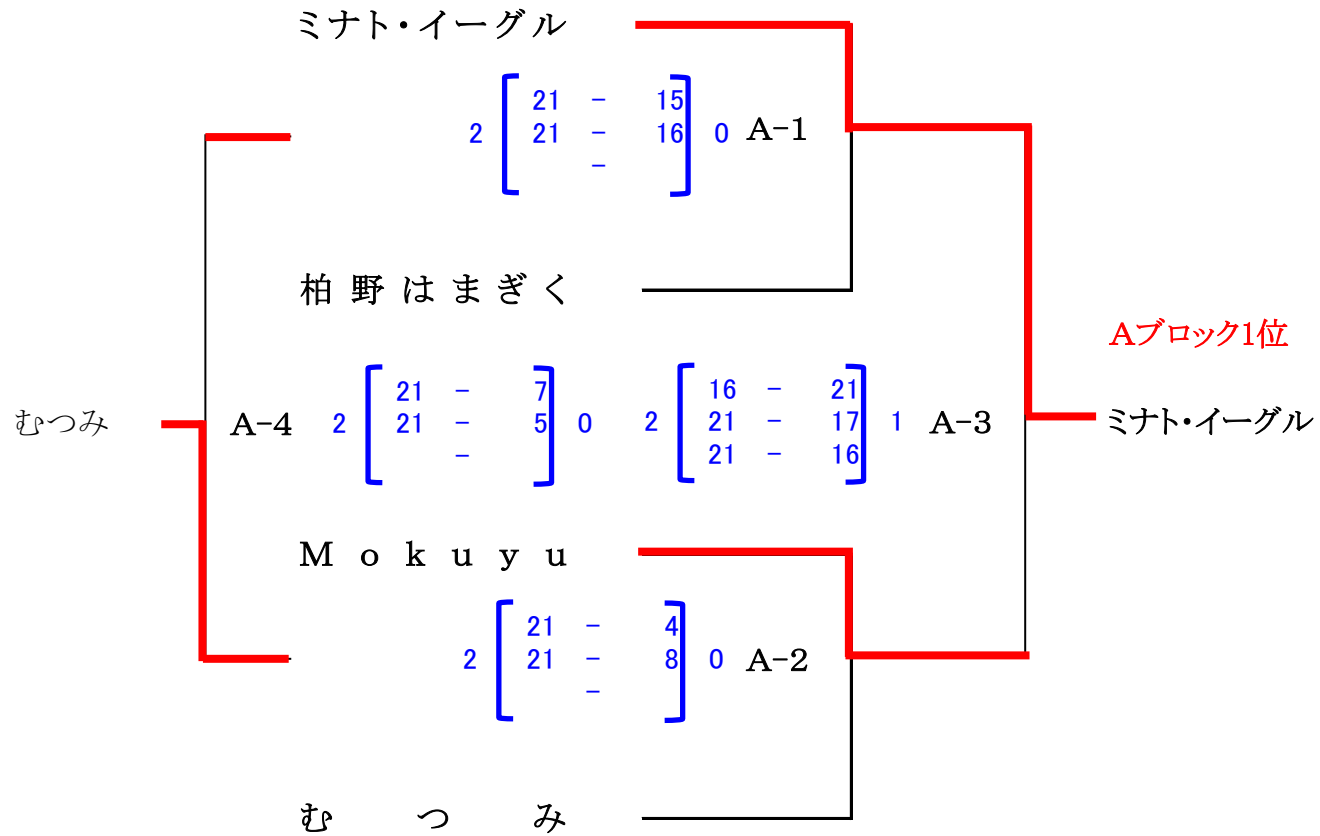 ミナト・イーグル
21 - 15
2 21 - 16 0 A-1
-
柏野はまぎく
Aブロック1位
21 - 7 16 - 21
むつみ A-4 2 21 - 5 0 2 21 - 17 1 A-3 ミナト・イーグル
- 21 - 16
Mokuyu
21 - 4
2 21 - 8 0 A-2
-
むつみ